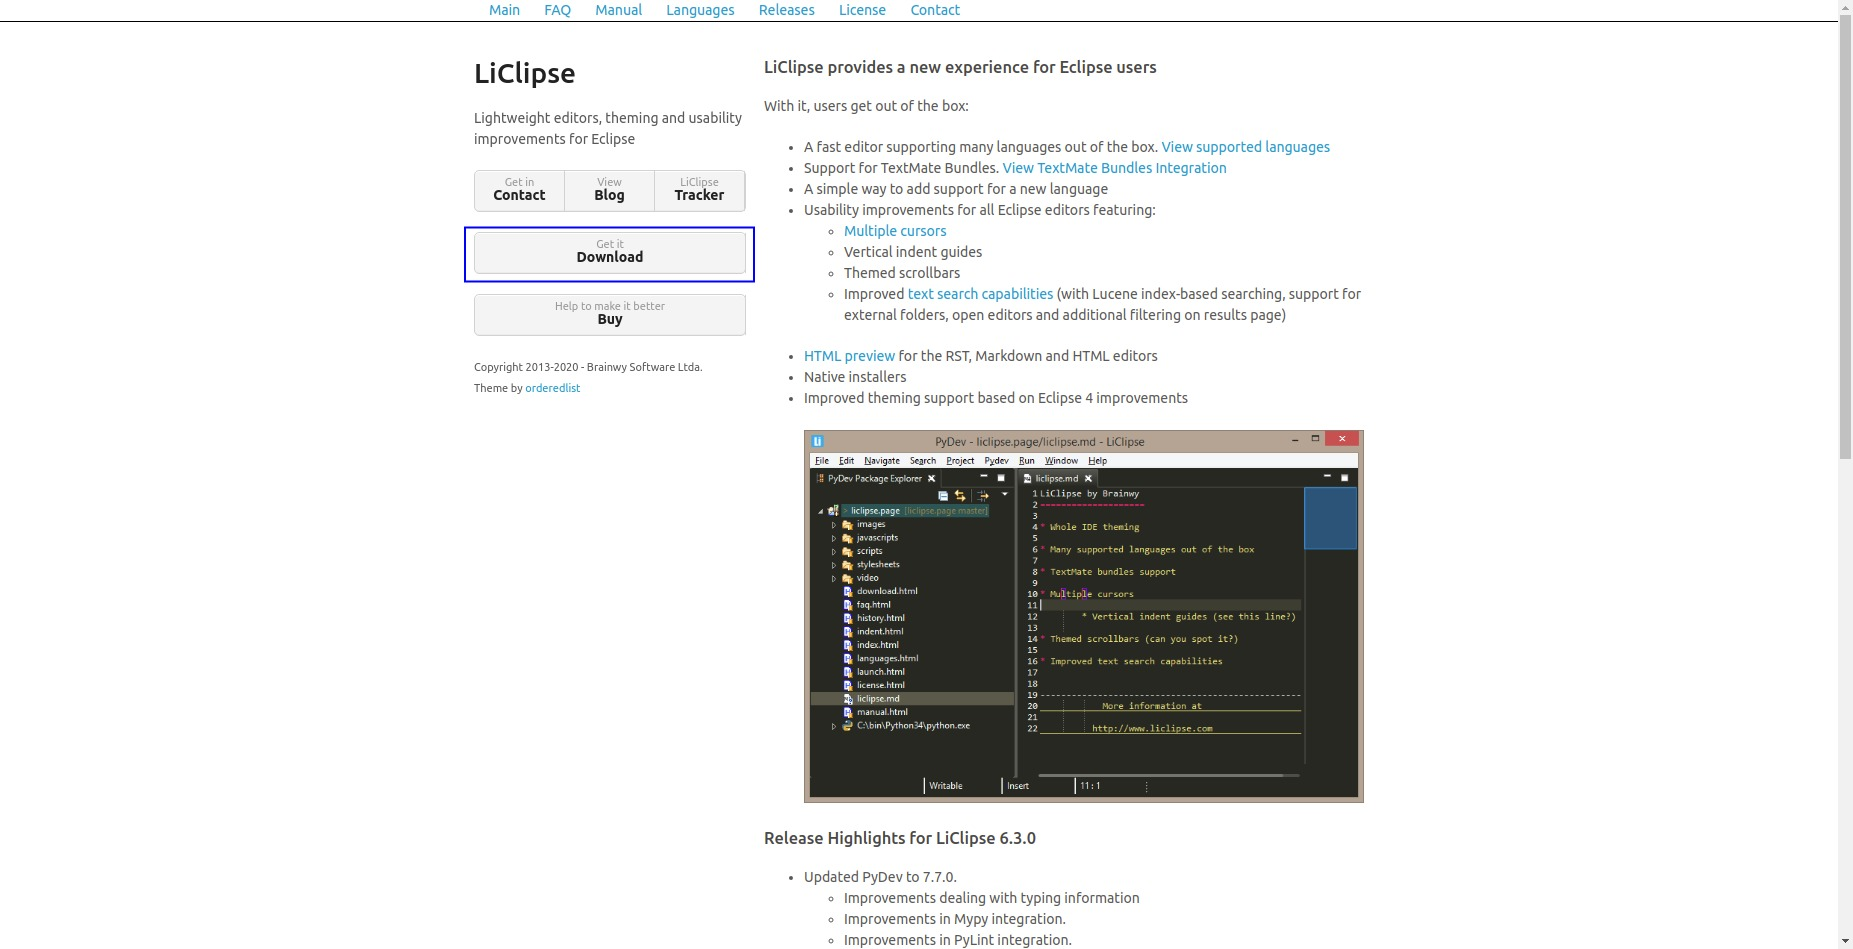 Main FAQ Manual Languages Releases License Contact
LiClipse
Lightweight editors, theming and usability
improvements for Eclipse
Get in
Contact
View
Blog
LiClipse
Tracker
Get it
Download
Help to make it better
Buy
Copyright 2013-2020 - Brainwy Software Ltda.
Theme by orderedlist
LiClipse provides a new experience for Eclipse users
With it, users get out of the box:
• A fast editor supporting many languages out of the box. View supported languages
• Support for TextMate Bundles. View TextMate Bundles Integration
• A simple way to add support for a new language
• Usability improvements for all Eclipse editors featuring:
◦ Multiple cursors
◦ Vertical indent guides
◦ Themed scrollbars
◦ Improved text search capabilities (with Lucene index-based searching, support for
external folders, open editors and additional filtering on results page)
• HTML preview for the RST, Markdown and HTML editors
• Native installers
• Improved theming support based on Eclipse 4 improvements
Li PyDev - liclipse.page/liclipse.md - LiClipse
File Edit Navigate Search Project Pydev Run Window Help
PyDev Package Explorer
> liclipse.page [liclipse.page master]
images
javascripts
scripts
stylesheets
video
download.html
faq.html
history.html
indent.html
index.html
languages.html
launch.html
license.html
liclipse.md
manual.html
C:\bin\Python34\python.exe
liclipse.md
1 LiClipse by Brainwy
2 --------------------
3
4 * Whole IDE theming
5
6 * Many supported languages out of the box
7
8 * TextMate bundles support
9
10 * Multiple cursors
11
12 * Vertical indent guides (see this line?)
13
14 * Themed scrollbars (can you spot it?)
15
16 * Improved text search capabilities
17
18
19 --------------------------------------------------
20 More information at
21
22 http://www.liclipse.com
Writable Insert 11 : 1
Release Highlights for LiClipse 6.3.0
• Updated PyDev to 7.7.0.
◦ Improvements dealing with typing information
◦ Improvements in Mypy integration.
◦ Improvements in PyLint integration.